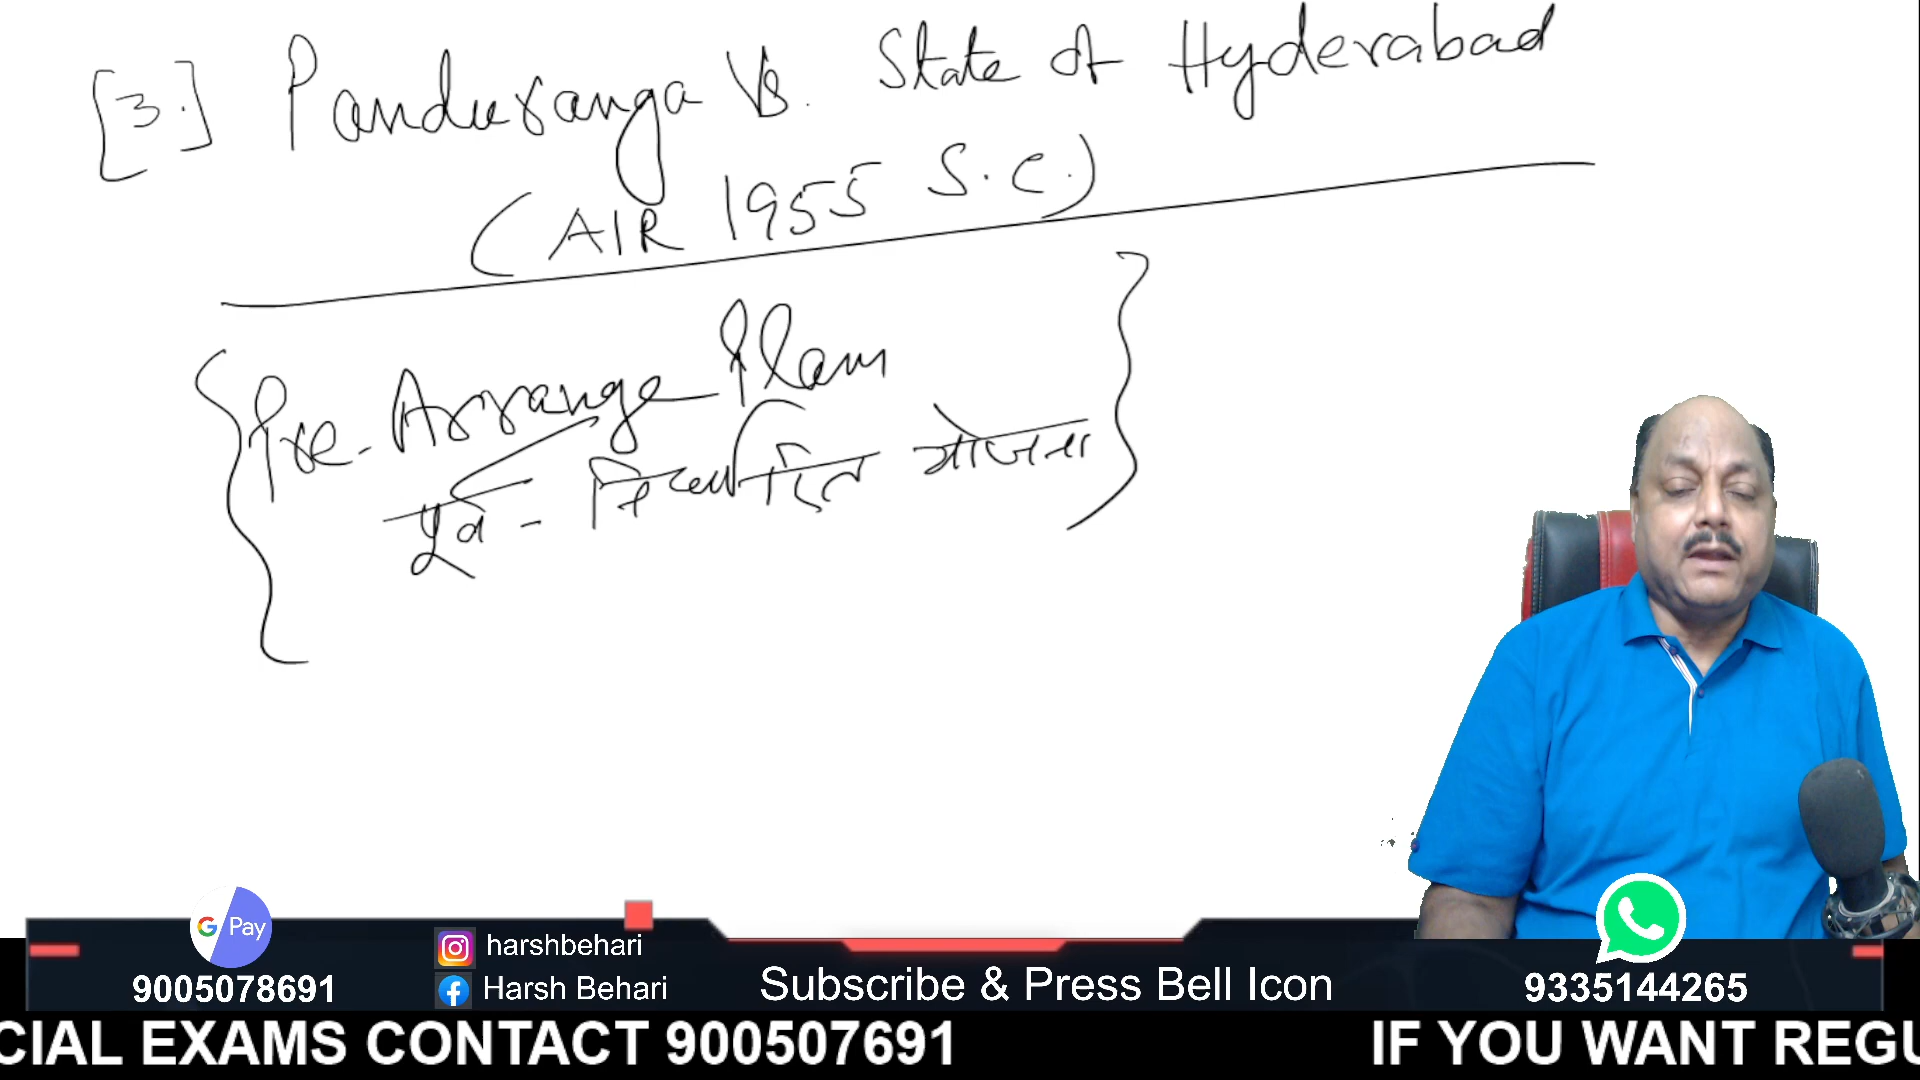 [3.] Panduranga Vs. State of Hyderabad
(AIR 1955 S.C.)
{Pre-Arrange Plan}
पूर्व - निर्धारित योजना
G Pay
9005078691
harshbehari
Harsh Behari
Subscribe & Press Bell Icon
9335144265
CIAL EXAMS CONTACT 900507691 IF YOU WANT REGU